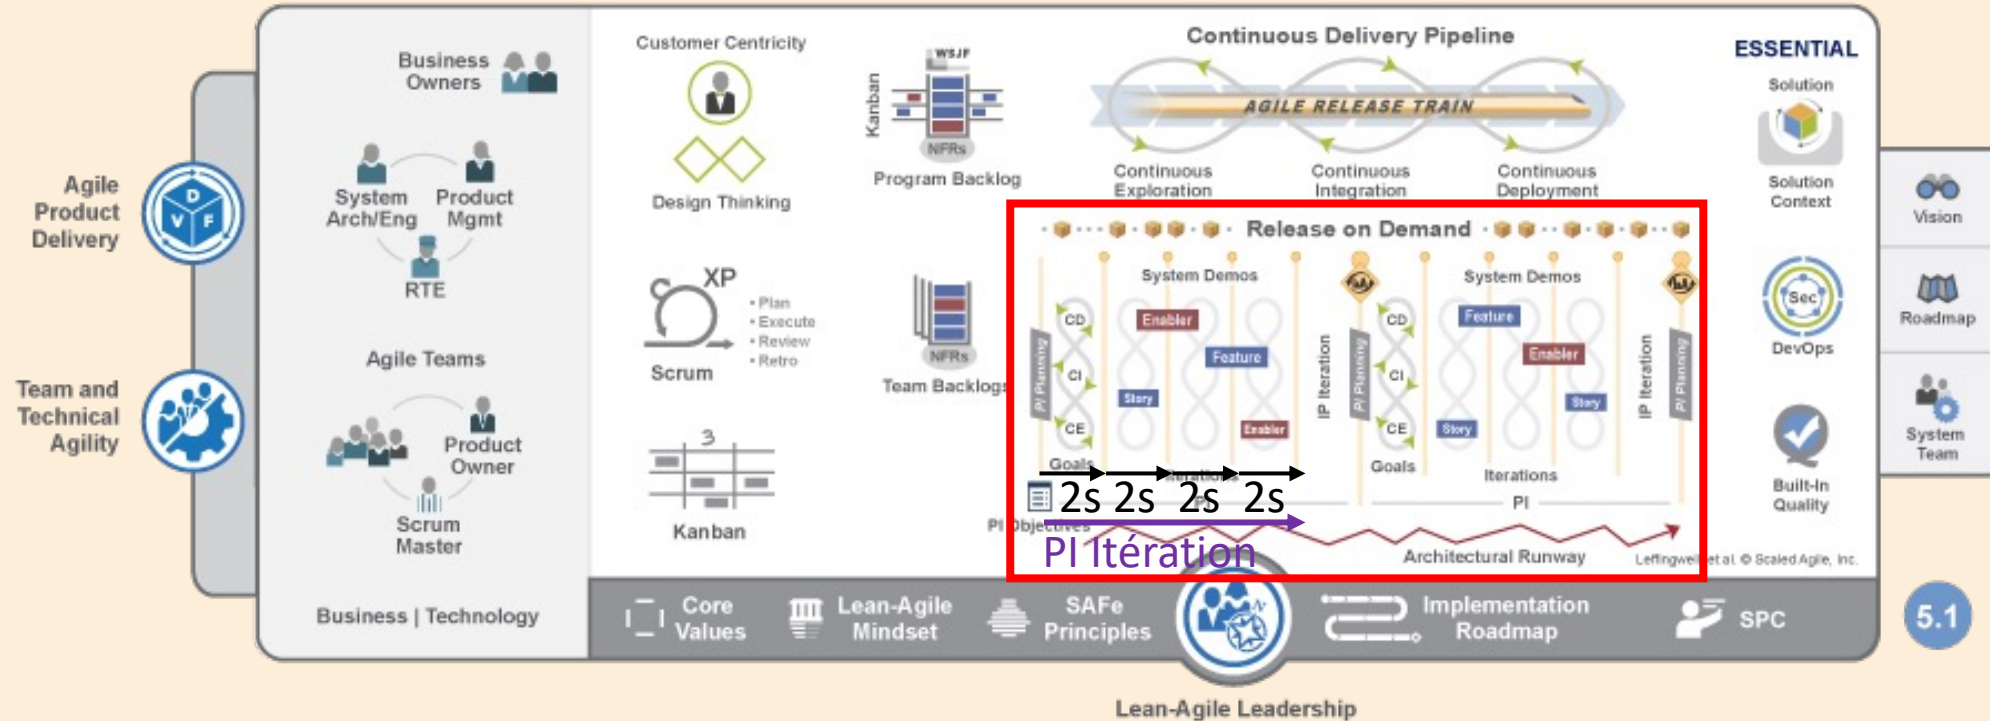 Agile
Product
Delivery
D
V F
Team and
Technical
Agility
Business
Owners
System
Arch/Eng
Product
Mgmt
RTE
Agile Teams
Product
Owner
Scrum
Master
Business | Technology
Customer Centricity
Design Thinking
XP
• Plan
• Execute
• Review
• Retro
Scrum
3
Kanban
WSJF
Kanban
NFRs
Program Backlog
NFRs
Team Backlogs
Continuous Delivery Pipeline
AGILE RELEASE TRAIN
Continuous
Exploration
Continuous
Integration
Continuous
Deployment
Release on Demand
System Demos
System Demos
PI Planning
CD
CI
CE
Goals
Enabler
Feature
Story
Enabler
IP Iteration
PI Planning
CD
CI
CE
Goals
Feature
Enabler
Story
Story
IP Iteration
PI Planning
Iterations
Iterations
2s 2s 2s 2s
PI
PI
PI Objectives
PI Itération
Architectural Runway
Leffingwell et al. © Scaled Agile, Inc.
ESSENTIAL
Solution
Solution
Context
Sec
DevOps
Built-In
Quality
Vision
Roadmap
System
Team
Core
Values
Lean-Agile
Mindset
SAFe
Principles
Implementation
Roadmap
SPC
5.1
Lean-Agile Leadership